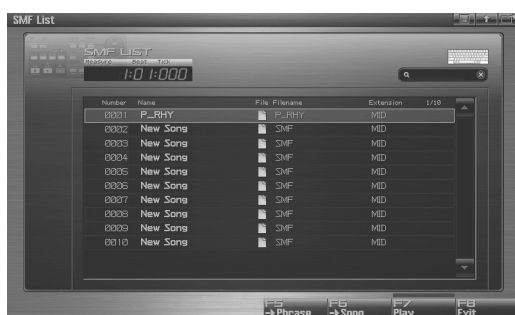 SMF List
SMF LIST
Measure Beat Tick
1:01:000
Number Name File Filename Extension 1/10
0001 P_RHY P_RHY MID
0002 New Song SMF MID
0003 New Song SMF MID
0004 New Song SMF MID
0005 New Song SMF MID
0006 New Song SMF MID
0007 New Song SMF MID
0008 New Song SMF MID
0009 New Song SMF MID
0010 New Song SMF MID
F5 F6 F7 F8
→Phrase →Song Play Exit